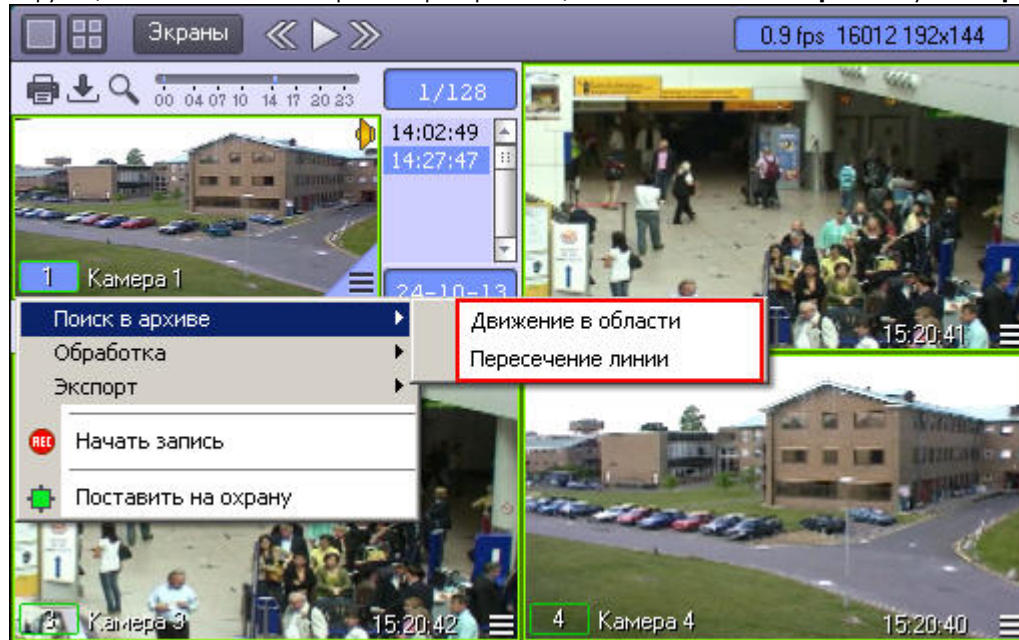 Экраны
0.9 fps 16012 192x144
00 04 07 10 14 17 20 23
1/128
14:02:49
14:27:47
1 Камера 1
24-10-13
Поиск в архиве
Движение в области
15:20:41
Обработка
Пересечение линии
Экспорт
REC Начать запись
Поставить на охрану
3 Камера 3
15:20:42
4 Камера 4
15:20:40